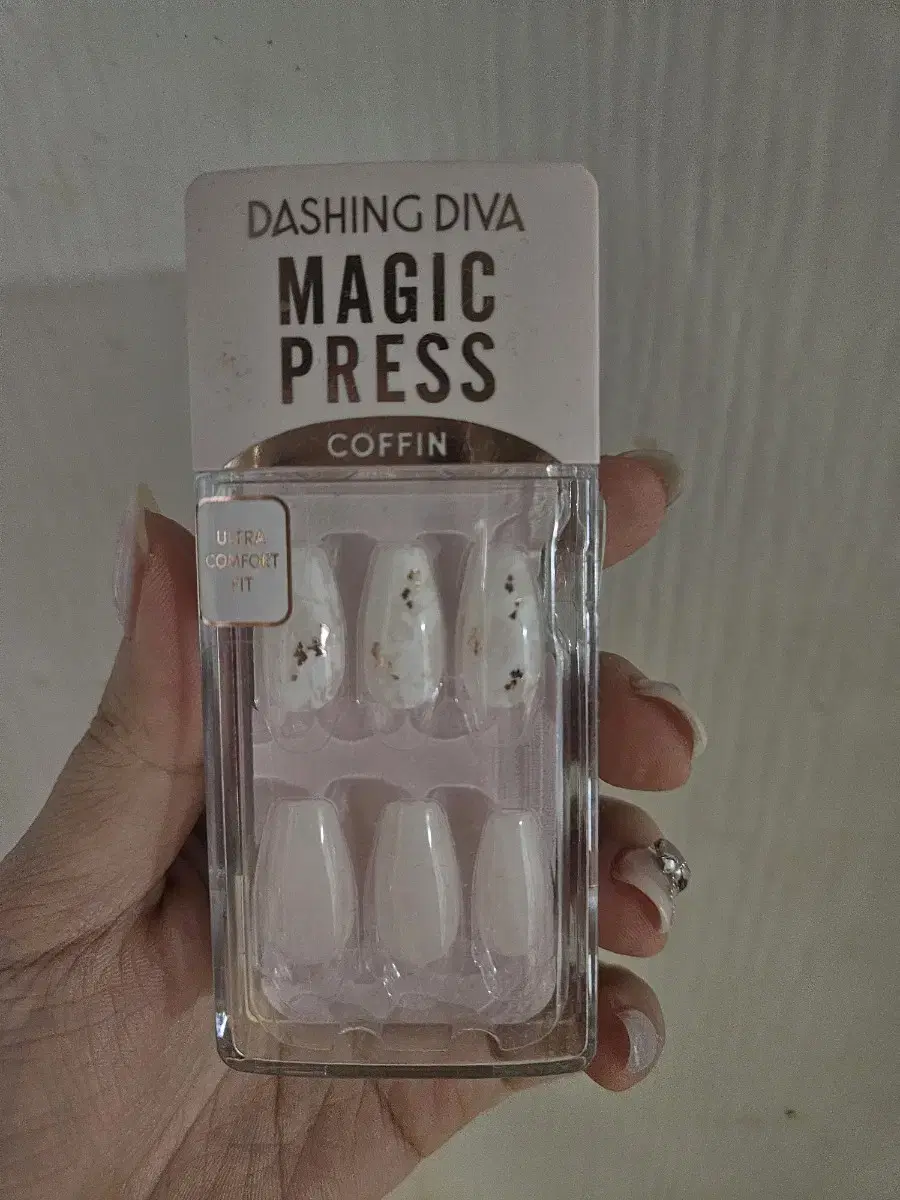 DASHING DIVA
MAGIC
PRESS
COFFIN
ULTRA
COMFORT
FIT